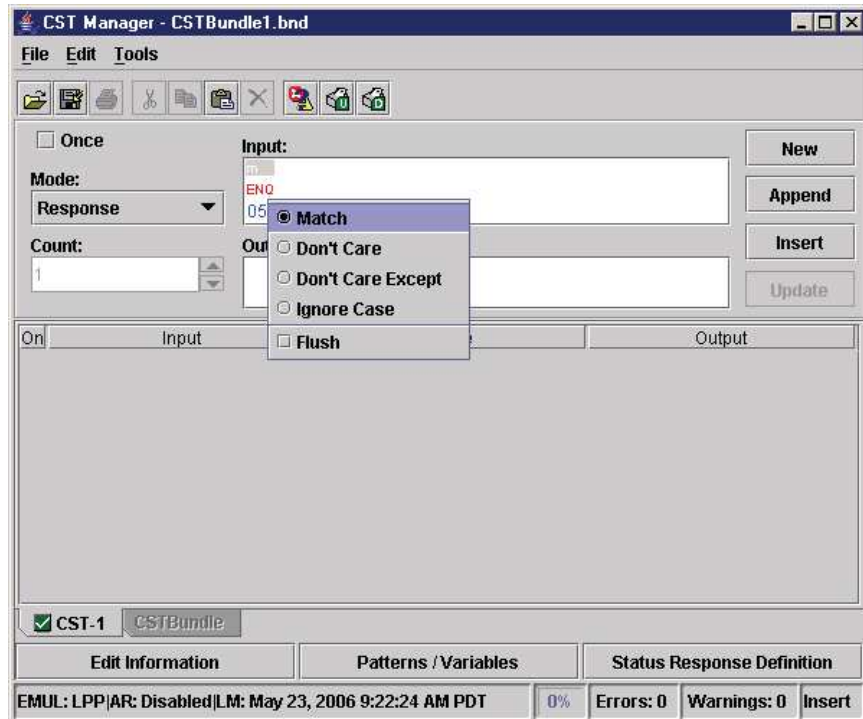 CST Manager - CSTBundle1.bnd
File Edit Tools
Once
Input:
New
Mode:
m
ENQ
Response
05
Append
Match
Count:
Out
Don't Care
Insert
1
Don't Care Except
Update
Ignore Case
On Input Output
Flush
CST-1 CSTBundle
Edit Information Patterns / Variables Status Response Definition
EMUL: LPP|AR: Disabled|LM: May 23, 2006 9:22:24 AM PDT 0% Errors: 0 Warnings: 0 Insert